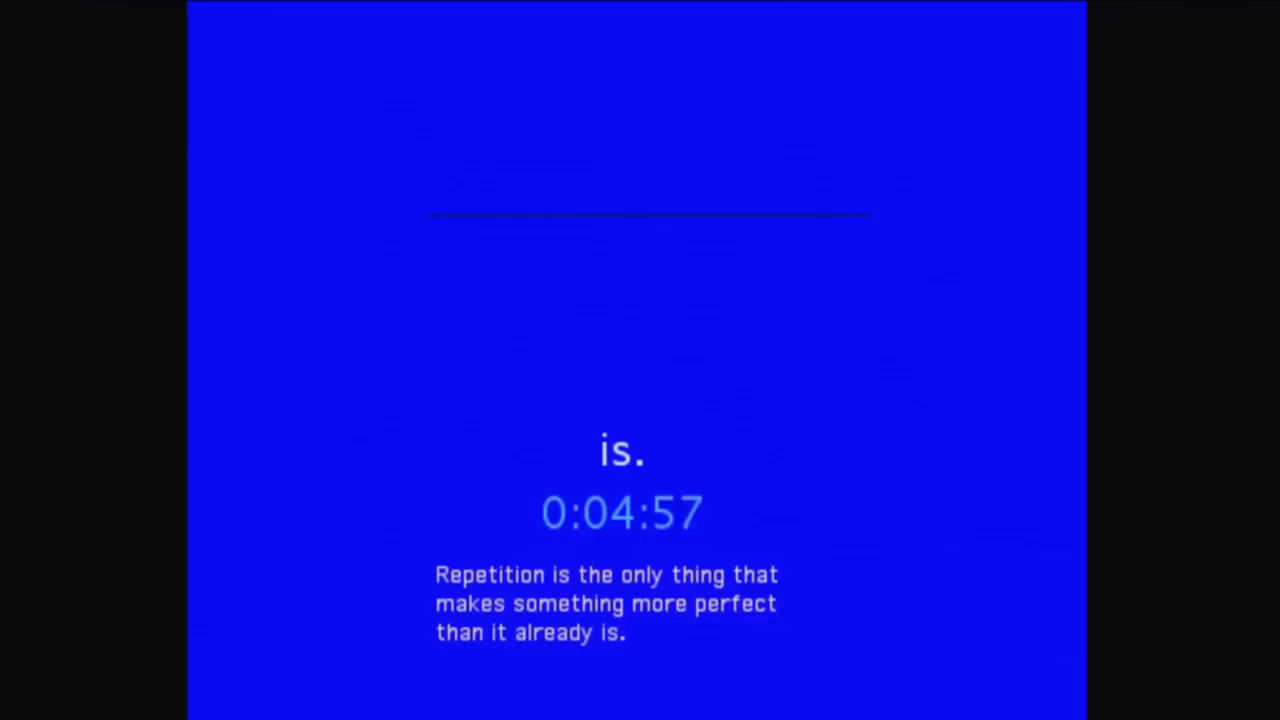 is.
0:04:57
Repetition is the only thing that
makes something more perfect
than it already is.